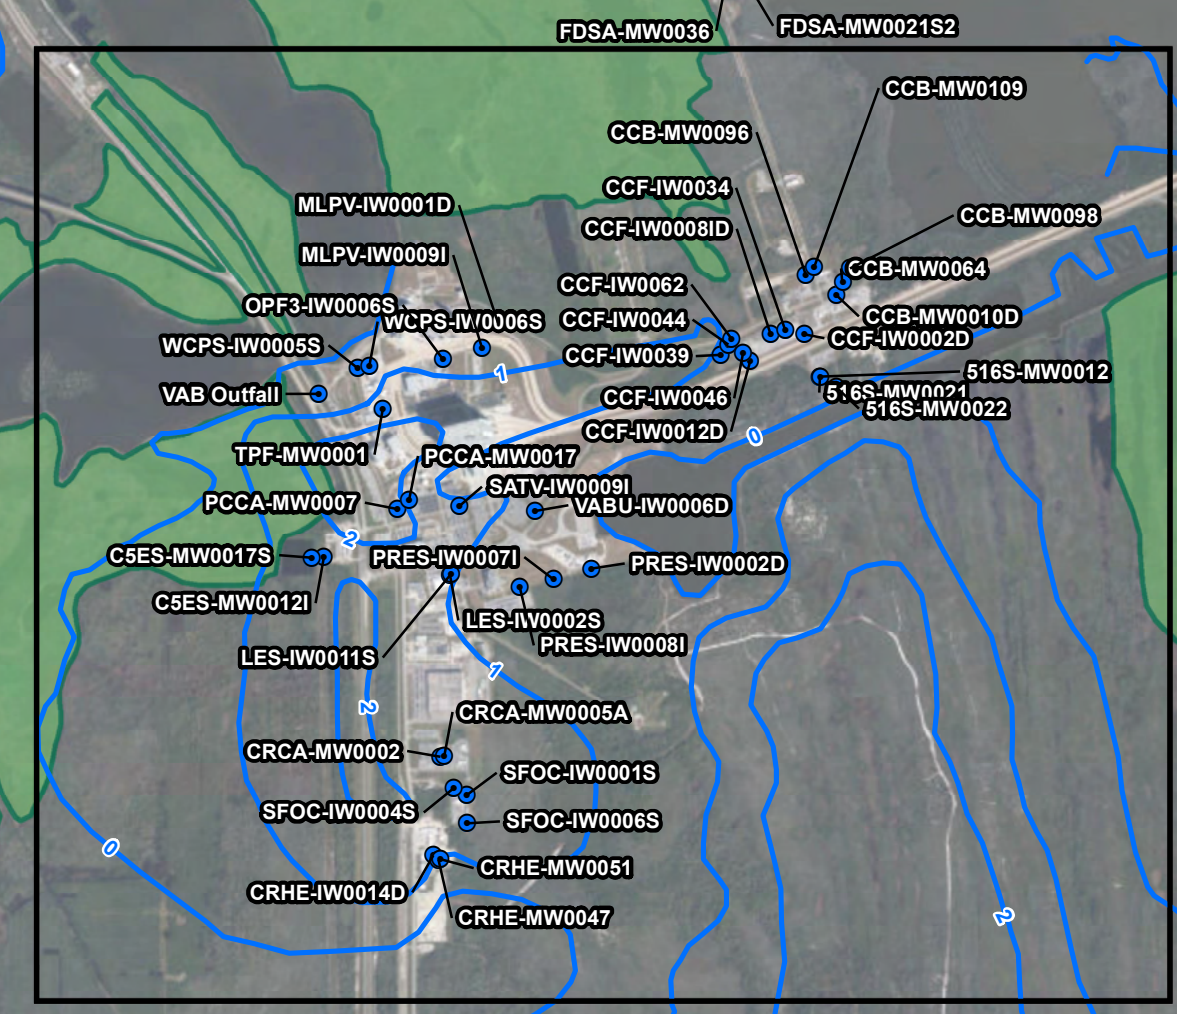 FDSA-MW0036
FDSA-MW0021S2
CCB-MW0109
CCB-MW0096
CCF-IW0034
MLPV-IW0001D
CCB-MW0098
CCF-IW0008ID
MLPV-IW0009I
CCB-MW0064
CCF-IW0062
OPF3-IW0006S
WCPS-IW0006S
CCF-IW0044
CCB-MW0010D
CCF-IW0002D
WCPS-IW0005S
CCF-IW0039
1
516S-MW0012
VAB Outfall
516S-MW0021
CCF-IW0046
516S-MW0022
CCF-IW0012D
0
TPF-MW0001
PCCA-MW0017
SATV-IW0009I
PCCA-MW0007
VABU-IW0006D
2
C5ES-MW0017S
PRES-IW0007I
PRES-IW0002D
C5ES-MW0012I
LES-IW0002S
PRES-IW0008I
LES-IW0011S
1
2
CRCA-MW0005A
CRCA-MW0002
SFOC-IW0001S
SFOC-IW0004S
SFOC-IW0006S
0
CRHE-MW0051
CRHE-IW0014D
CRHE-MW0047
2